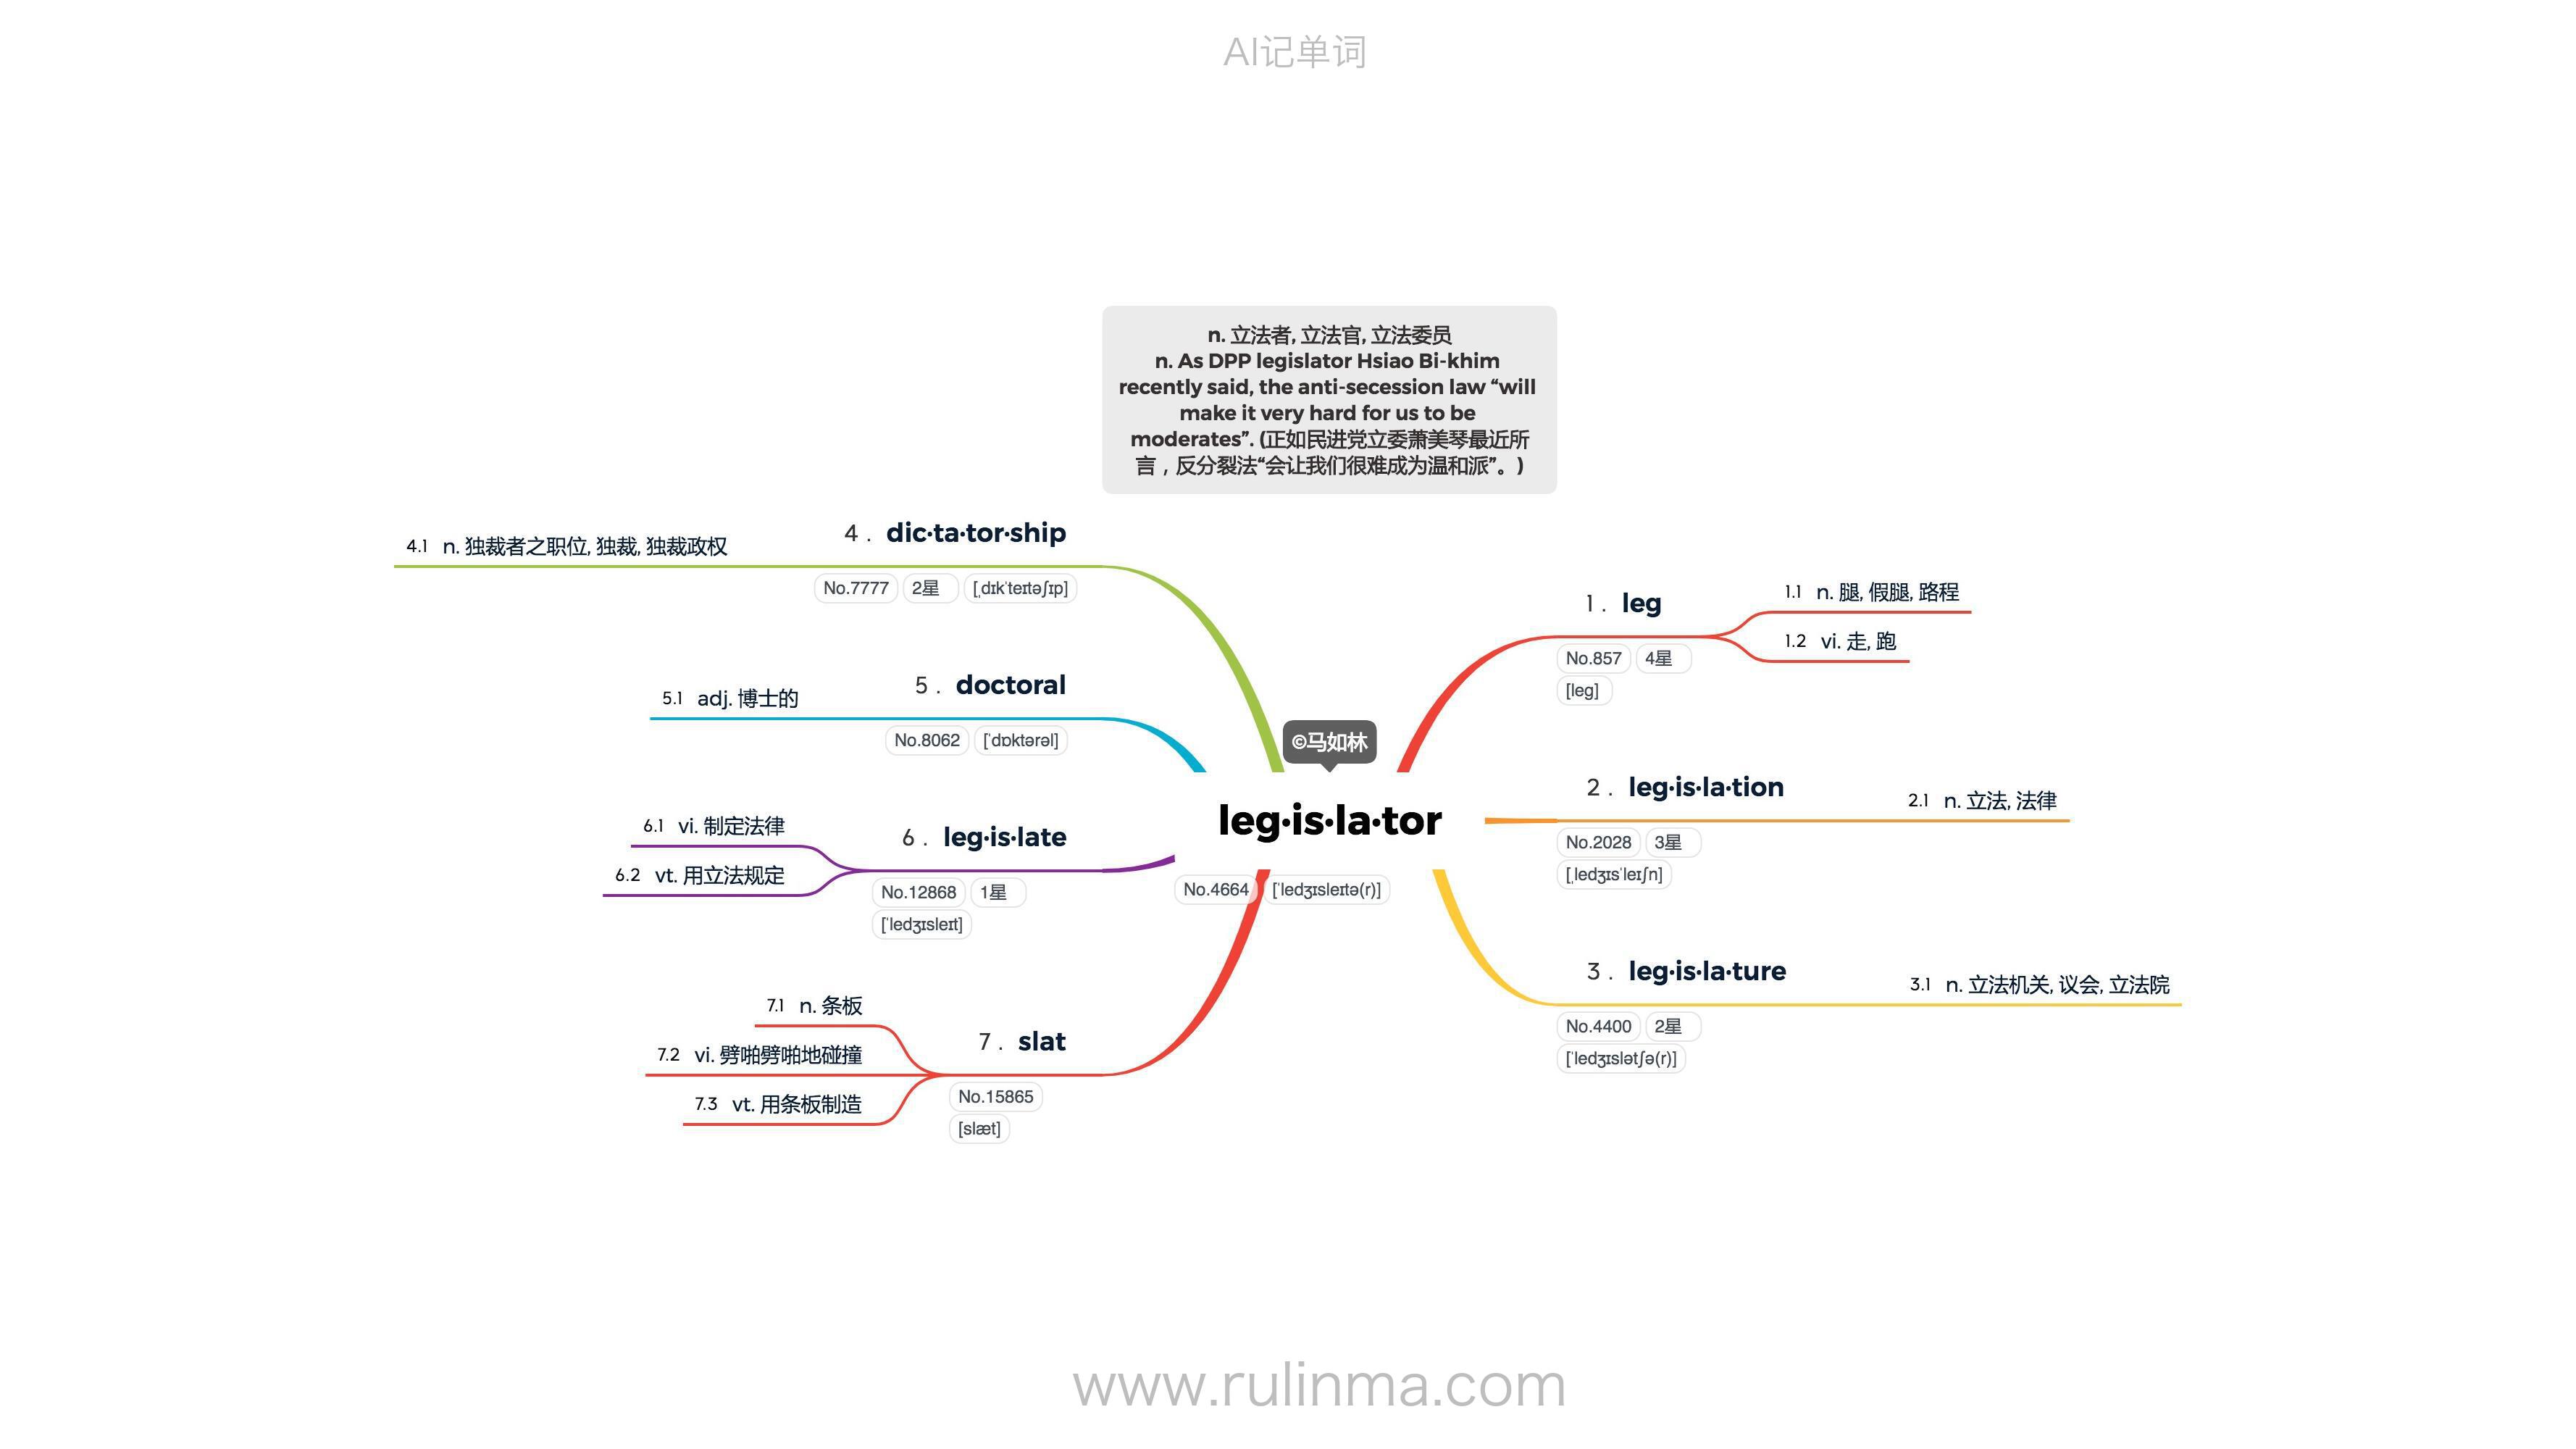 AI记单词
n. 立法者, 立法官, 立法委员
n. As DPP legislator Hsiao Bi-khim
recently said, the anti-secession law “will
make it very hard for us to be
moderates”. (正如民进党立委萧美琴最近所
言，反分裂法“会让我们很难成为温和派”。)
©马如林
leg·is·la·tor
No.4664 [ˈledʒɪsleɪtə(r)]
1 . leg
No.857 4星
[leg]
1.1 n. 腿, 假腿, 路程
1.2 vi. 走, 跑
2 . leg·is·la·tion
No.2028 3星
[ˌledʒɪsˈleɪʃn]
2.1 n. 立法, 法律
3 . leg·is·la·ture
No.4400 2星
[ˈledʒɪslətʃə(r)]
3.1 n. 立法机关, 议会, 立法院
4 . dic·ta·tor·ship
No.7777 2星 [ˌdɪkˈteɪtəʃɪp]
4.1 n. 独裁者之职位, 独裁, 独裁政权
5 . doctoral
No.8062 [ˈdɒktərəl]
5.1 adj. 博士的
6 . leg·is·late
No.12868 1星
[ˈledʒɪsleɪt]
6.1 vi. 制定法律
6.2 vt. 用立法规定
7 . slat
No.15865
[slæt]
7.1 n. 条板
7.2 vi. 劈啪劈啪地碰撞
7.3 vt. 用条板制造
www.rulinma.com